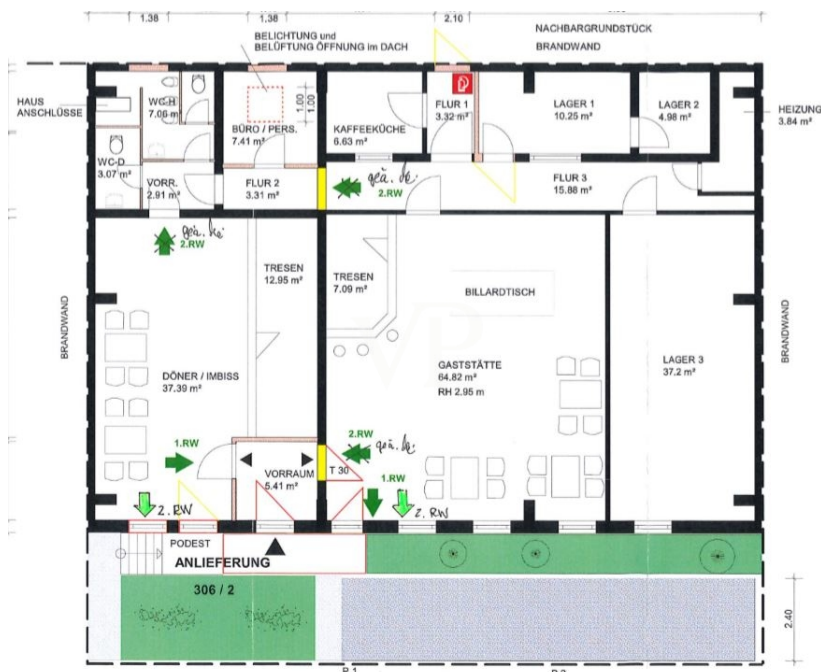 1.38
1.38
2.10
BELICHTUNG und
BELÜFTUNG ÖFFNUNG im DACH
NACHBARGRUNDSTÜCK
BRANDWAND
HAUS
ANSCHLÜSSE
WC-H
7.06 m²
1.00
1.00
BÜRO / PERS.
7.41 m²
KAFFEEKÜCHE
6.63 m²
FLUR 1
3.32 m²
LAGER 1
10.25 m²
LAGER 2
4.98 m²
HEIZUNG
3.84 m²
WC-D
3.07 m²
VORR.
2.91 m²
FLUR 2
3.31 m²
2.RW
FLUR 3
15.88 m²
2.RW
TRESEN
12.95 m²
TRESEN
7.09 m²
BILLARDTISCH
VP
BRANDWAND
BRANDWAND
DÖNER / IMBISS
37.39 m²
GASTSTÄTTE
64.82 m²
RH 2.95 m
LAGER 3
37.2 m²
1.RW
2.RW
VORRAUM
5.41 m²
T 30
1.RW
2. RW
2. RW
PODEST
ANLIEFERUNG
306 / 2
2.40